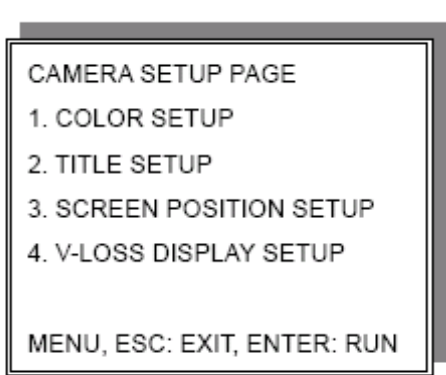 CAMERA SETUP PAGE
1. COLOR SETUP
2. TITLE SETUP
3. SCREEN POSITION SETUP
4. V-LOSS DISPLAY SETUP
MENU, ESC: EXIT, ENTER: RUN